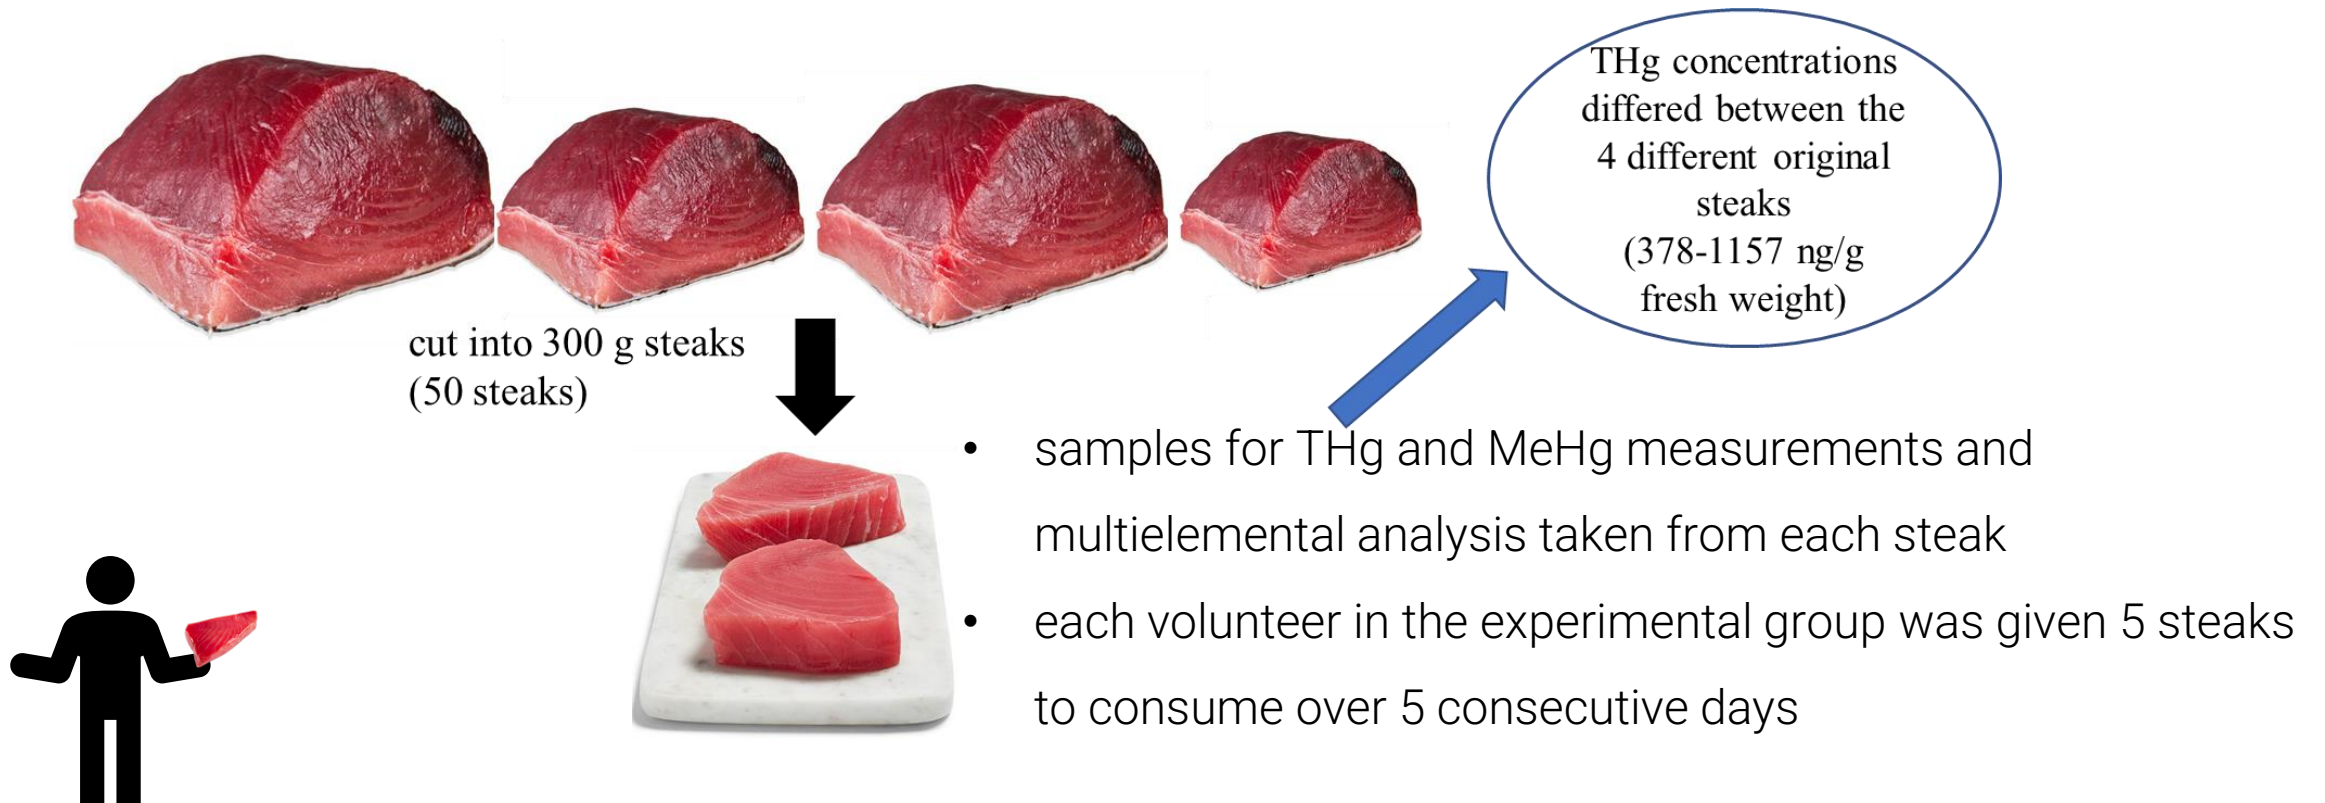 THg concentrations
differed between the
4 different original
steaks
(378-1157 ng/g
fresh weight)
cut into 300 g steaks
(50 steaks)
• samples for THg and MeHg measurements and
multielemental analysis taken from each steak
• each volunteer in the experimental group was given 5 steaks
to consume over 5 consecutive days